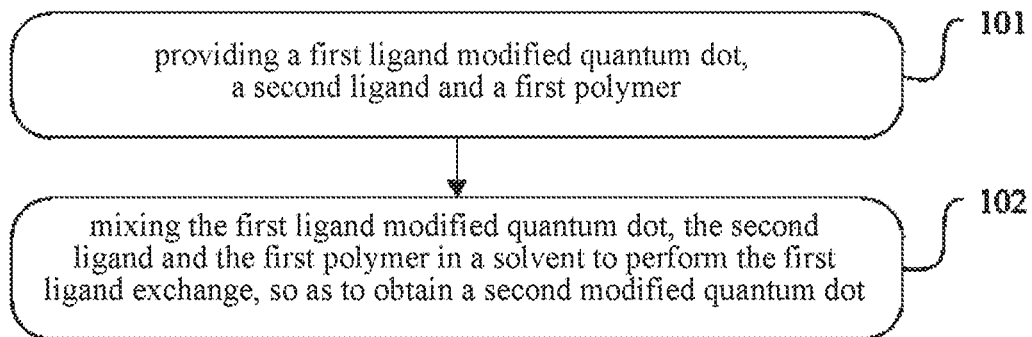 101
providing a first ligand modified quantum dot,
a second ligand and a first polymer
102
mixing the first ligand modified quantum dot, the second
ligand and the first polymer in a solvent to perform the first
ligand exchange, so as to obtain a second modified quantum dot